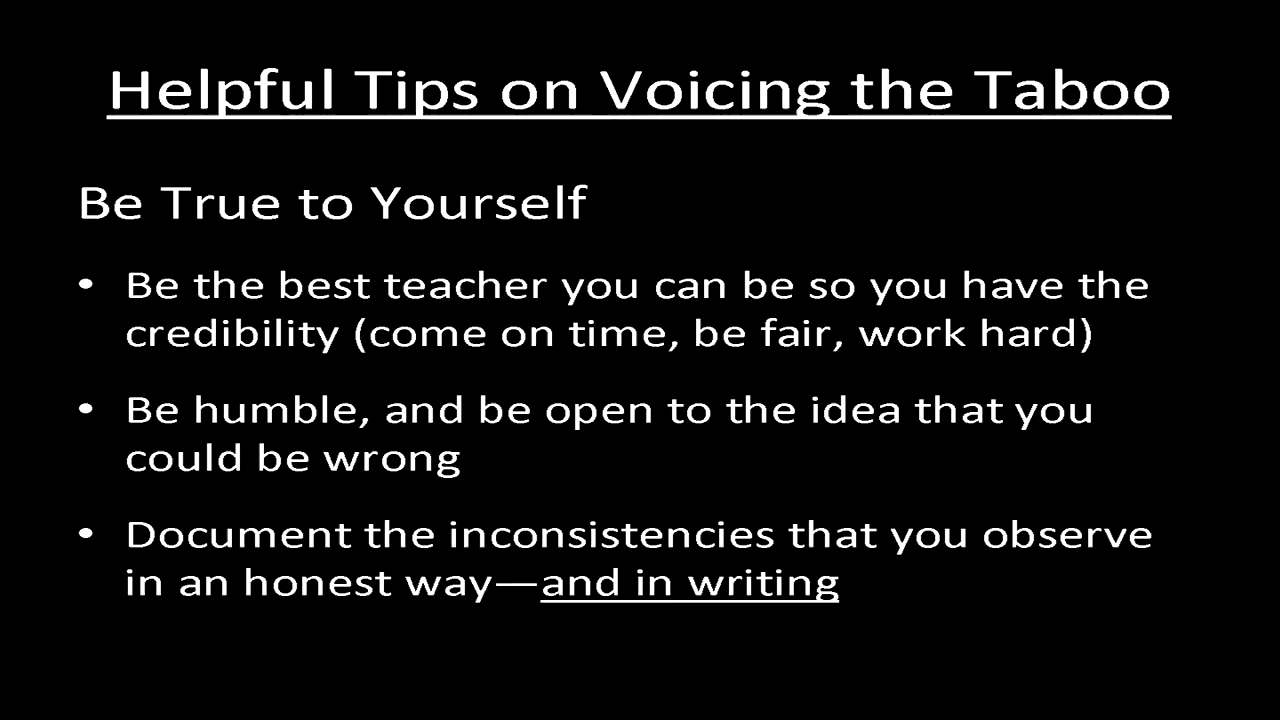 Helpful Tips on Voicing the Taboo
Be True to Yourself
• Be the best teacher you can be so you have the
credibility (come on time, be fair, work hard)
• Be humble, and be open to the idea that you
could be wrong
• Document the inconsistencies that you observe
in an honest way—and in writing